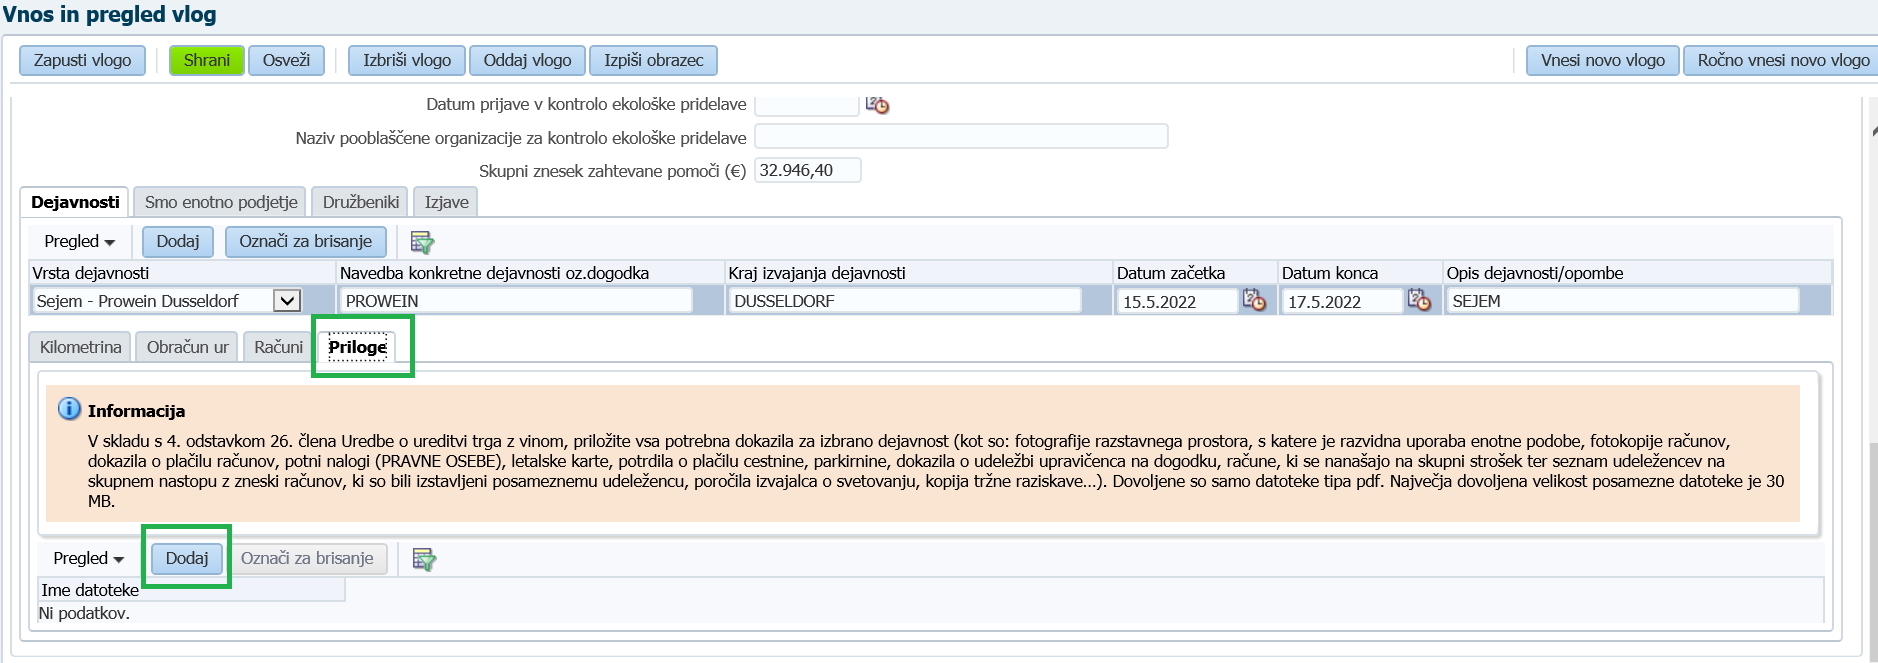 Vnos in pregled vlog
Zapusti vlogo Shrani Osveži Izbriši vlogo Oddaj vlogo Izpiši obrazec Vnesi novo vlogo Ročno vnesi novo vlogo
Datum prijave v kontrolo ekološke pridelave
Naziv pooblaščene organizacije za kontrolo ekološke pridelave
Skupni znesek zahtevane pomoči (€) 32.946,40
Dejavnosti Smo enotno podjetje Družbeniki Izjave
Pregled Dodaj Označi za brisanje
Vrsta dejavnosti Navedba konkretne dejavnosti oz.dogodka Kraj izvajanja dejavnosti Datum začetka Datum konca Opis dejavnosti/opombe
Sejem - Prowein Dusseldorf PROWEIN DUSSELDORF 15.5.2022 17.5.2022 SEJEM
Kilometrina Obračun ur Računi Priloge
Informacija
V skladu s 4. odstavkom 26. člena Uredbe o ureditvi trga z vinom, priložite vsa potrebna dokazila za izbrano dejavnost (kot so: fotografije razstavnega prostora, s katere je razvidna uporaba enotne podobe, fotokopije računov,
dokazila o plačilu računov, potni nalogi (PRAVNE OSEBE), letalske karte, potrdila o plačilu cestnine, parkirnine, dokazila o udeležbi upravičenca na dogodku, račune, ki se nanašajo na skupni strošek ter seznam udeležencev na
skupnem nastopu z zneski računov, ki so bili izstavljeni posameznemu udeležencu, poročila izvajalca o svetovanju, kopija tržne raziskave...). Dovoljene so samo datoteke tipa pdf. Največja dovoljena velikost posamezne datoteke je 30
MB.
Pregled Dodaj Označi za brisanje
Ime datoteke
Ni podatkov.